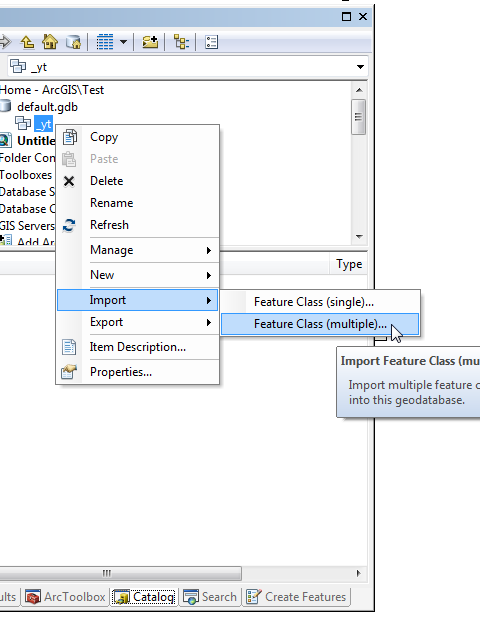 _yt
Home - ArcGIS\Test
default.gdb
_yt
Untitle
Folder Con
Toolboxes
Database S
Database C
GIS Servers
Add Ar
Copy
Paste
Delete
Rename
Refresh
Manage
New
Import
Export
Item Description...
Properties...
Type
Feature Class (single)...
Feature Class (multiple)...
Import Feature Class (mu
Import multiple feature c
into this geodatabase.
ults ArcToolbox Catalog Search Create Features